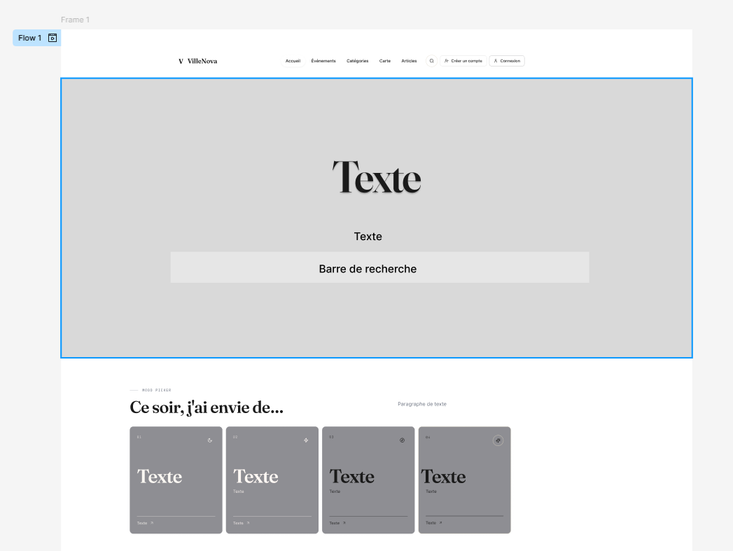 Frame 1
Flow 1
V VilleNova
Accueil Événements Catégories Carte Articles Créer un compte Connexion
Texte
Texte
Barre de recherche
MOOD PICKER
Ce soir, j'ai envie de...
Paragraphe de texte
01 02 03 04
Texte Texte Texte Texte
Texte Texte Texte
Texte ↗ Texte ↗ Texte ↗ Texte ↗